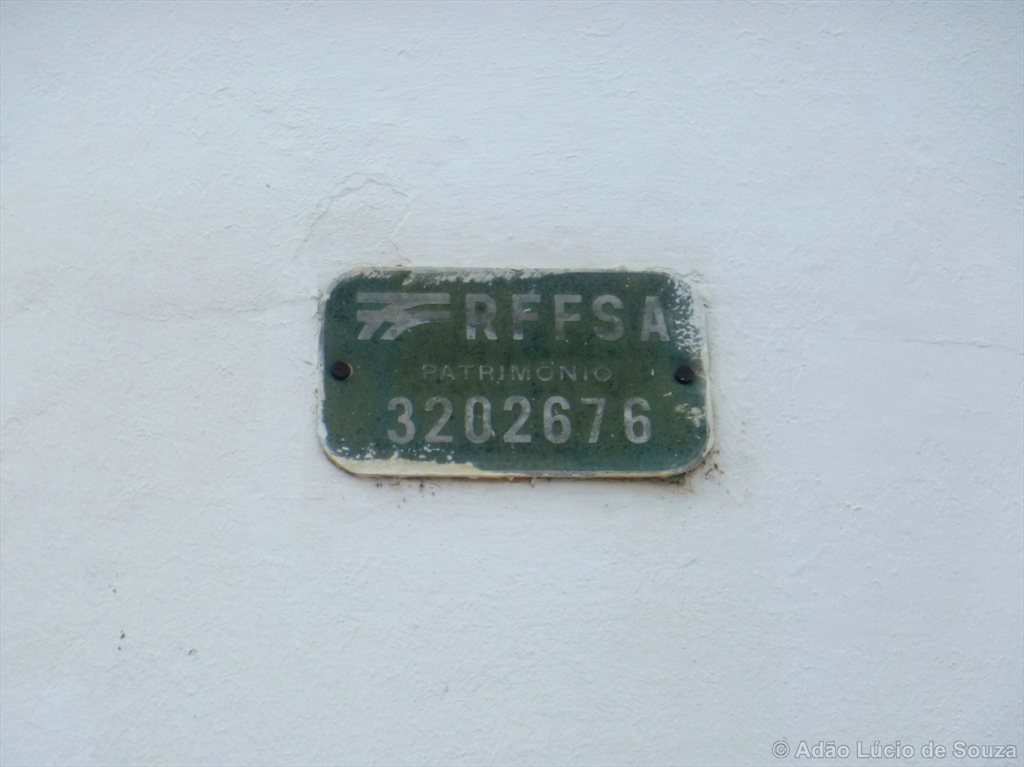 RFFSA
PATRIMÔNIO
3202676
© Adão Lúcio de Souza